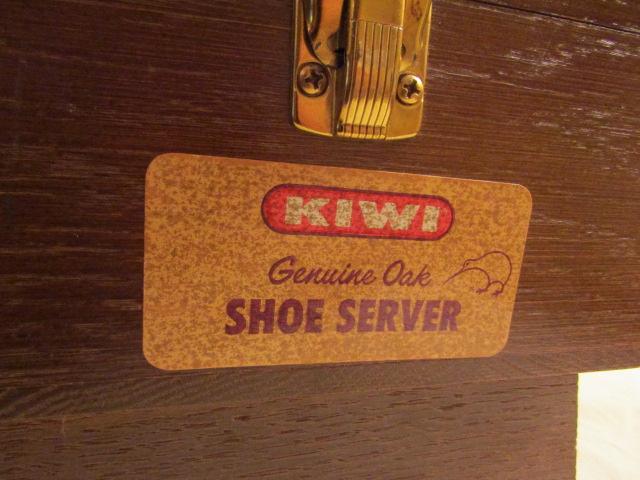 KIWI
Genuine Oak
SHOE SERVER